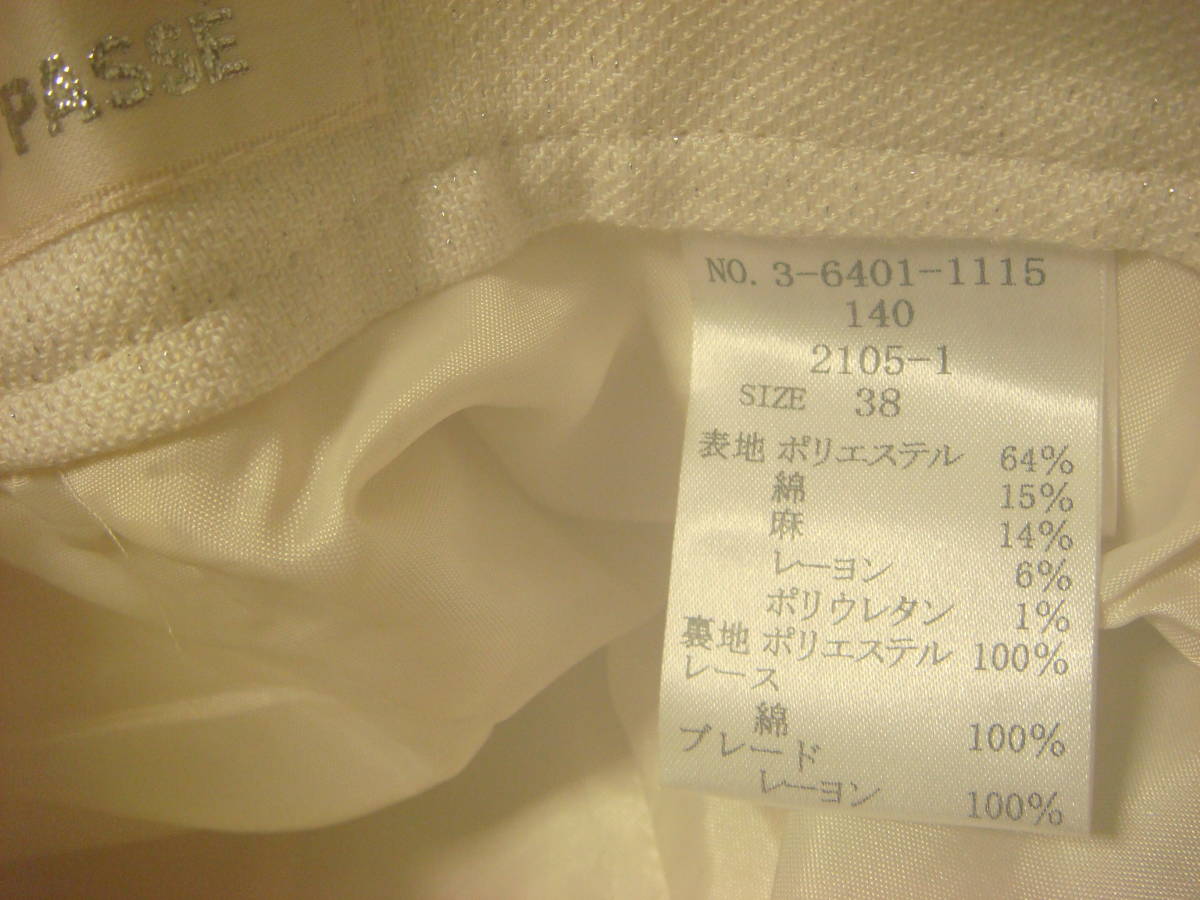 PASSE
NO. 3-6401-1115
140
2105-1
SIZE 38
表地 ポリエステル 64%
綿 15%
麻 14%
レーヨン 6%
ポリウレタン 1%
裏地 ポリエステル 100%
レース
綿 100%
ブレード
レーヨン 100%